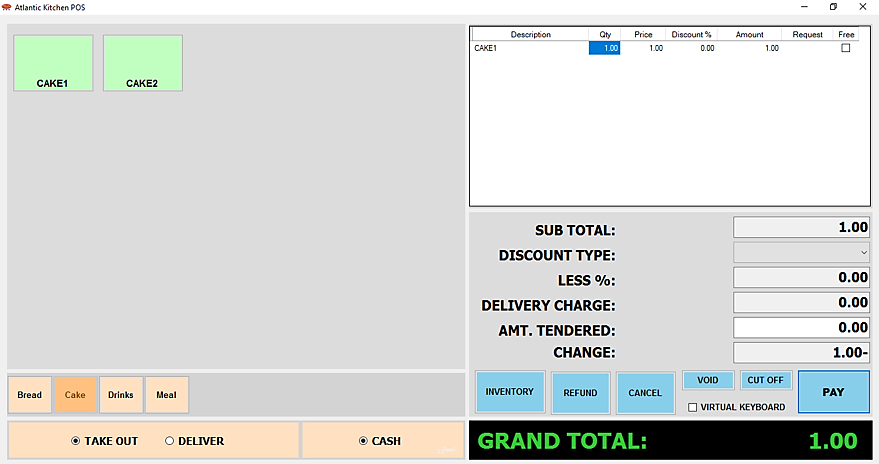 Atlantic Kitchen POS
CAKE1 CAKE2
Description Qty Price Discount % Amount Request Free
CAKE1 1.00 1.00 0.00 1.00
SUB TOTAL: 1.00
DISCOUNT TYPE:
LESS %: 0.00
DELIVERY CHARGE: 0.00
AMT. TENDERED: 0.00
CHANGE: 1.00-
Bread Cake Drinks Meal
INVENTORY REFUND CANCEL VOID CUT OFF PAY
VIRTUAL KEYBOARD
TAKE OUT DELIVER CASH
GRAND TOTAL: 1.00